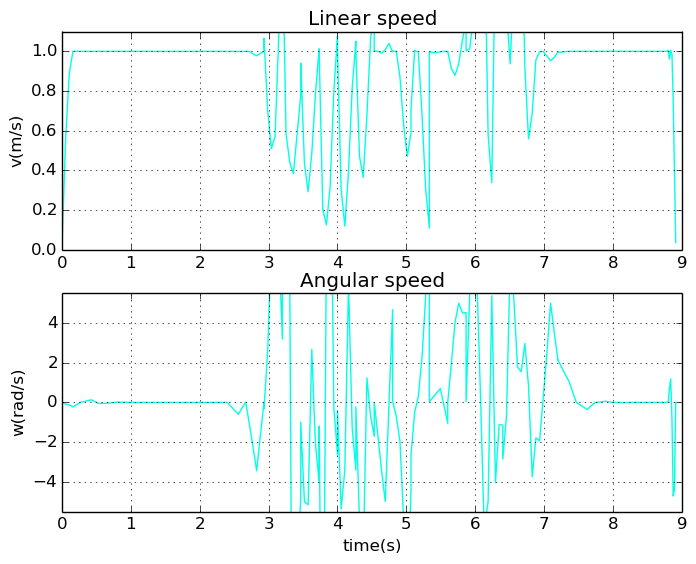 Linear speed
v(m/s)
1.0
0.8
0.6
0.4
0.2
0.0
0 1 2 3 4 5 6 7 8 9
Angular speed
w(rad/s)
4
2
0
−2
−4
0 1 2 3 4 5 6 7 8 9
time(s)